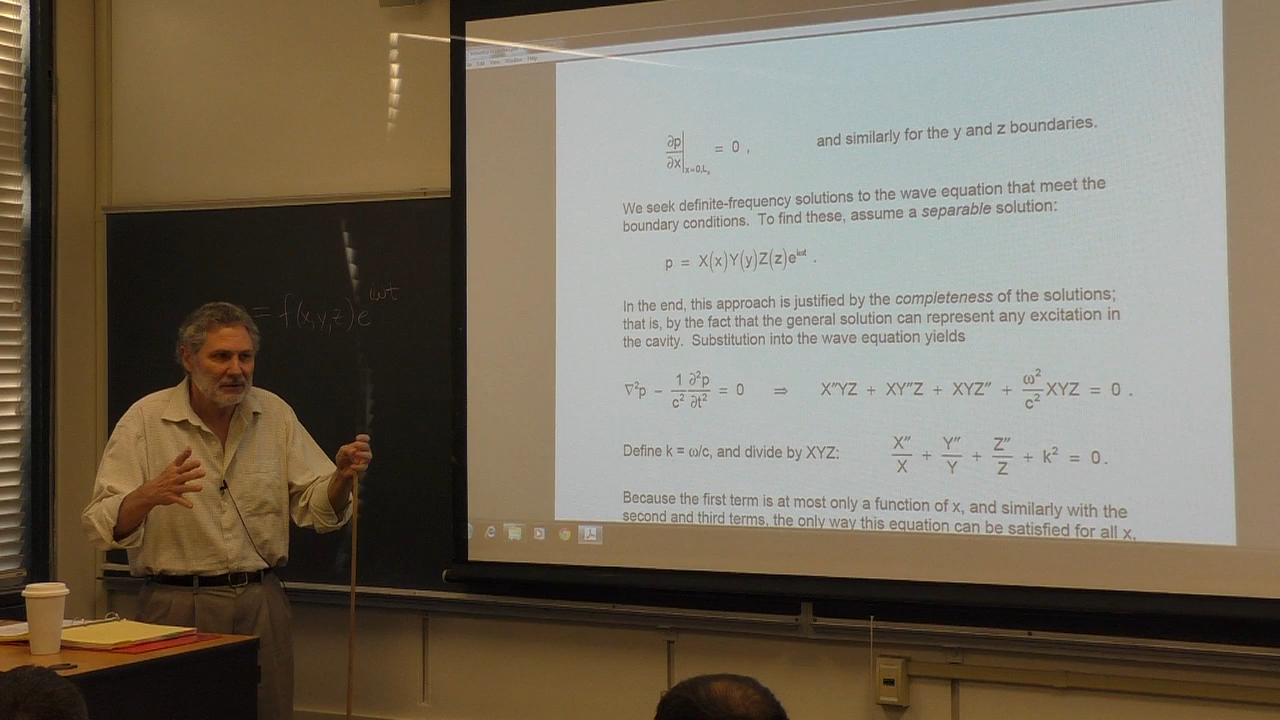 Edit View Window Help
∂p/∂x|x=0,Lₓ = 0 , and similarly for the y and z boundaries.
We seek definite-frequency solutions to the wave equation that meet the
boundary conditions. To find these, assume a separable solution:
p = X(x)Y(y)Z(z)e^iωt .
In the end, this approach is justified by the completeness of the solutions;
that is, by the fact that the general solution can represent any excitation in
the cavity. Substitution into the wave equation yields
∇²p − 1/c² ∂²p/∂t² = 0 ⇒ X″YZ + XY″Z + XYZ″ + ω²/c² XYZ = 0 .
Define k = ω/c, and divide by XYZ: X″/X + Y″/Y + Z″/Z + k² = 0.
Because the first term is at most only a function of x, and similarly with the
second and third terms, the only way this equation can be satisfied for all x,
= f(x,y,z) e^iωt